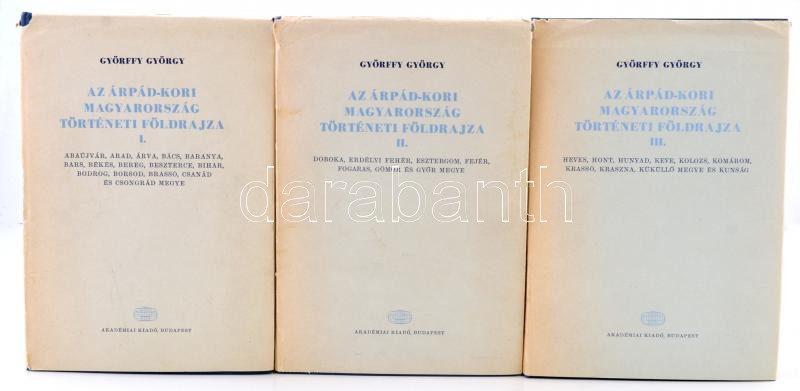 GYÖRFFY GYÖRGY
AZ ÁRPÁD-KORI
MAGYARORSZÁG
TÖRTÉNETI FÖLDRAJZA
I.
ABAÚJVÁR, ARAD, ÁRVA, BÁCS, BARANYA,
BARS, BÉKÉS, BEREG, BESZTERCE, BIHAR,
BODROG, BORSOD, BRASSÓ, CSANÁD
ÉS CSONGRÁD MEGYE
AKADÉMIAI KIADÓ, BUDAPEST
GYÖRFFY GYÖRGY
AZ ÁRPÁD-KORI
MAGYARORSZÁG
TÖRTÉNETI FÖLDRAJZA
II.
DOBOKA, ERDÉLYI FEHÉR, ESZTERGOM, FEJÉR,
FOGARAS, GÖMÖR ÉS GYŐR MEGYE
AKADÉMIAI KIADÓ, BUDAPEST
GYÖRFFY GYÖRGY
AZ ÁRPÁD-KORI
MAGYARORSZÁG
TÖRTÉNETI FÖLDRAJZA
III.
HEVES, HONT, HUNYAD, KEVE, KOLOZS, KOMÁROM,
KRASSÓ, KRASZNA, KÜKÜLLŐ MEGYE ÉS KUNSÁG
AKADÉMIAI KIADÓ, BUDAPEST
darabanth